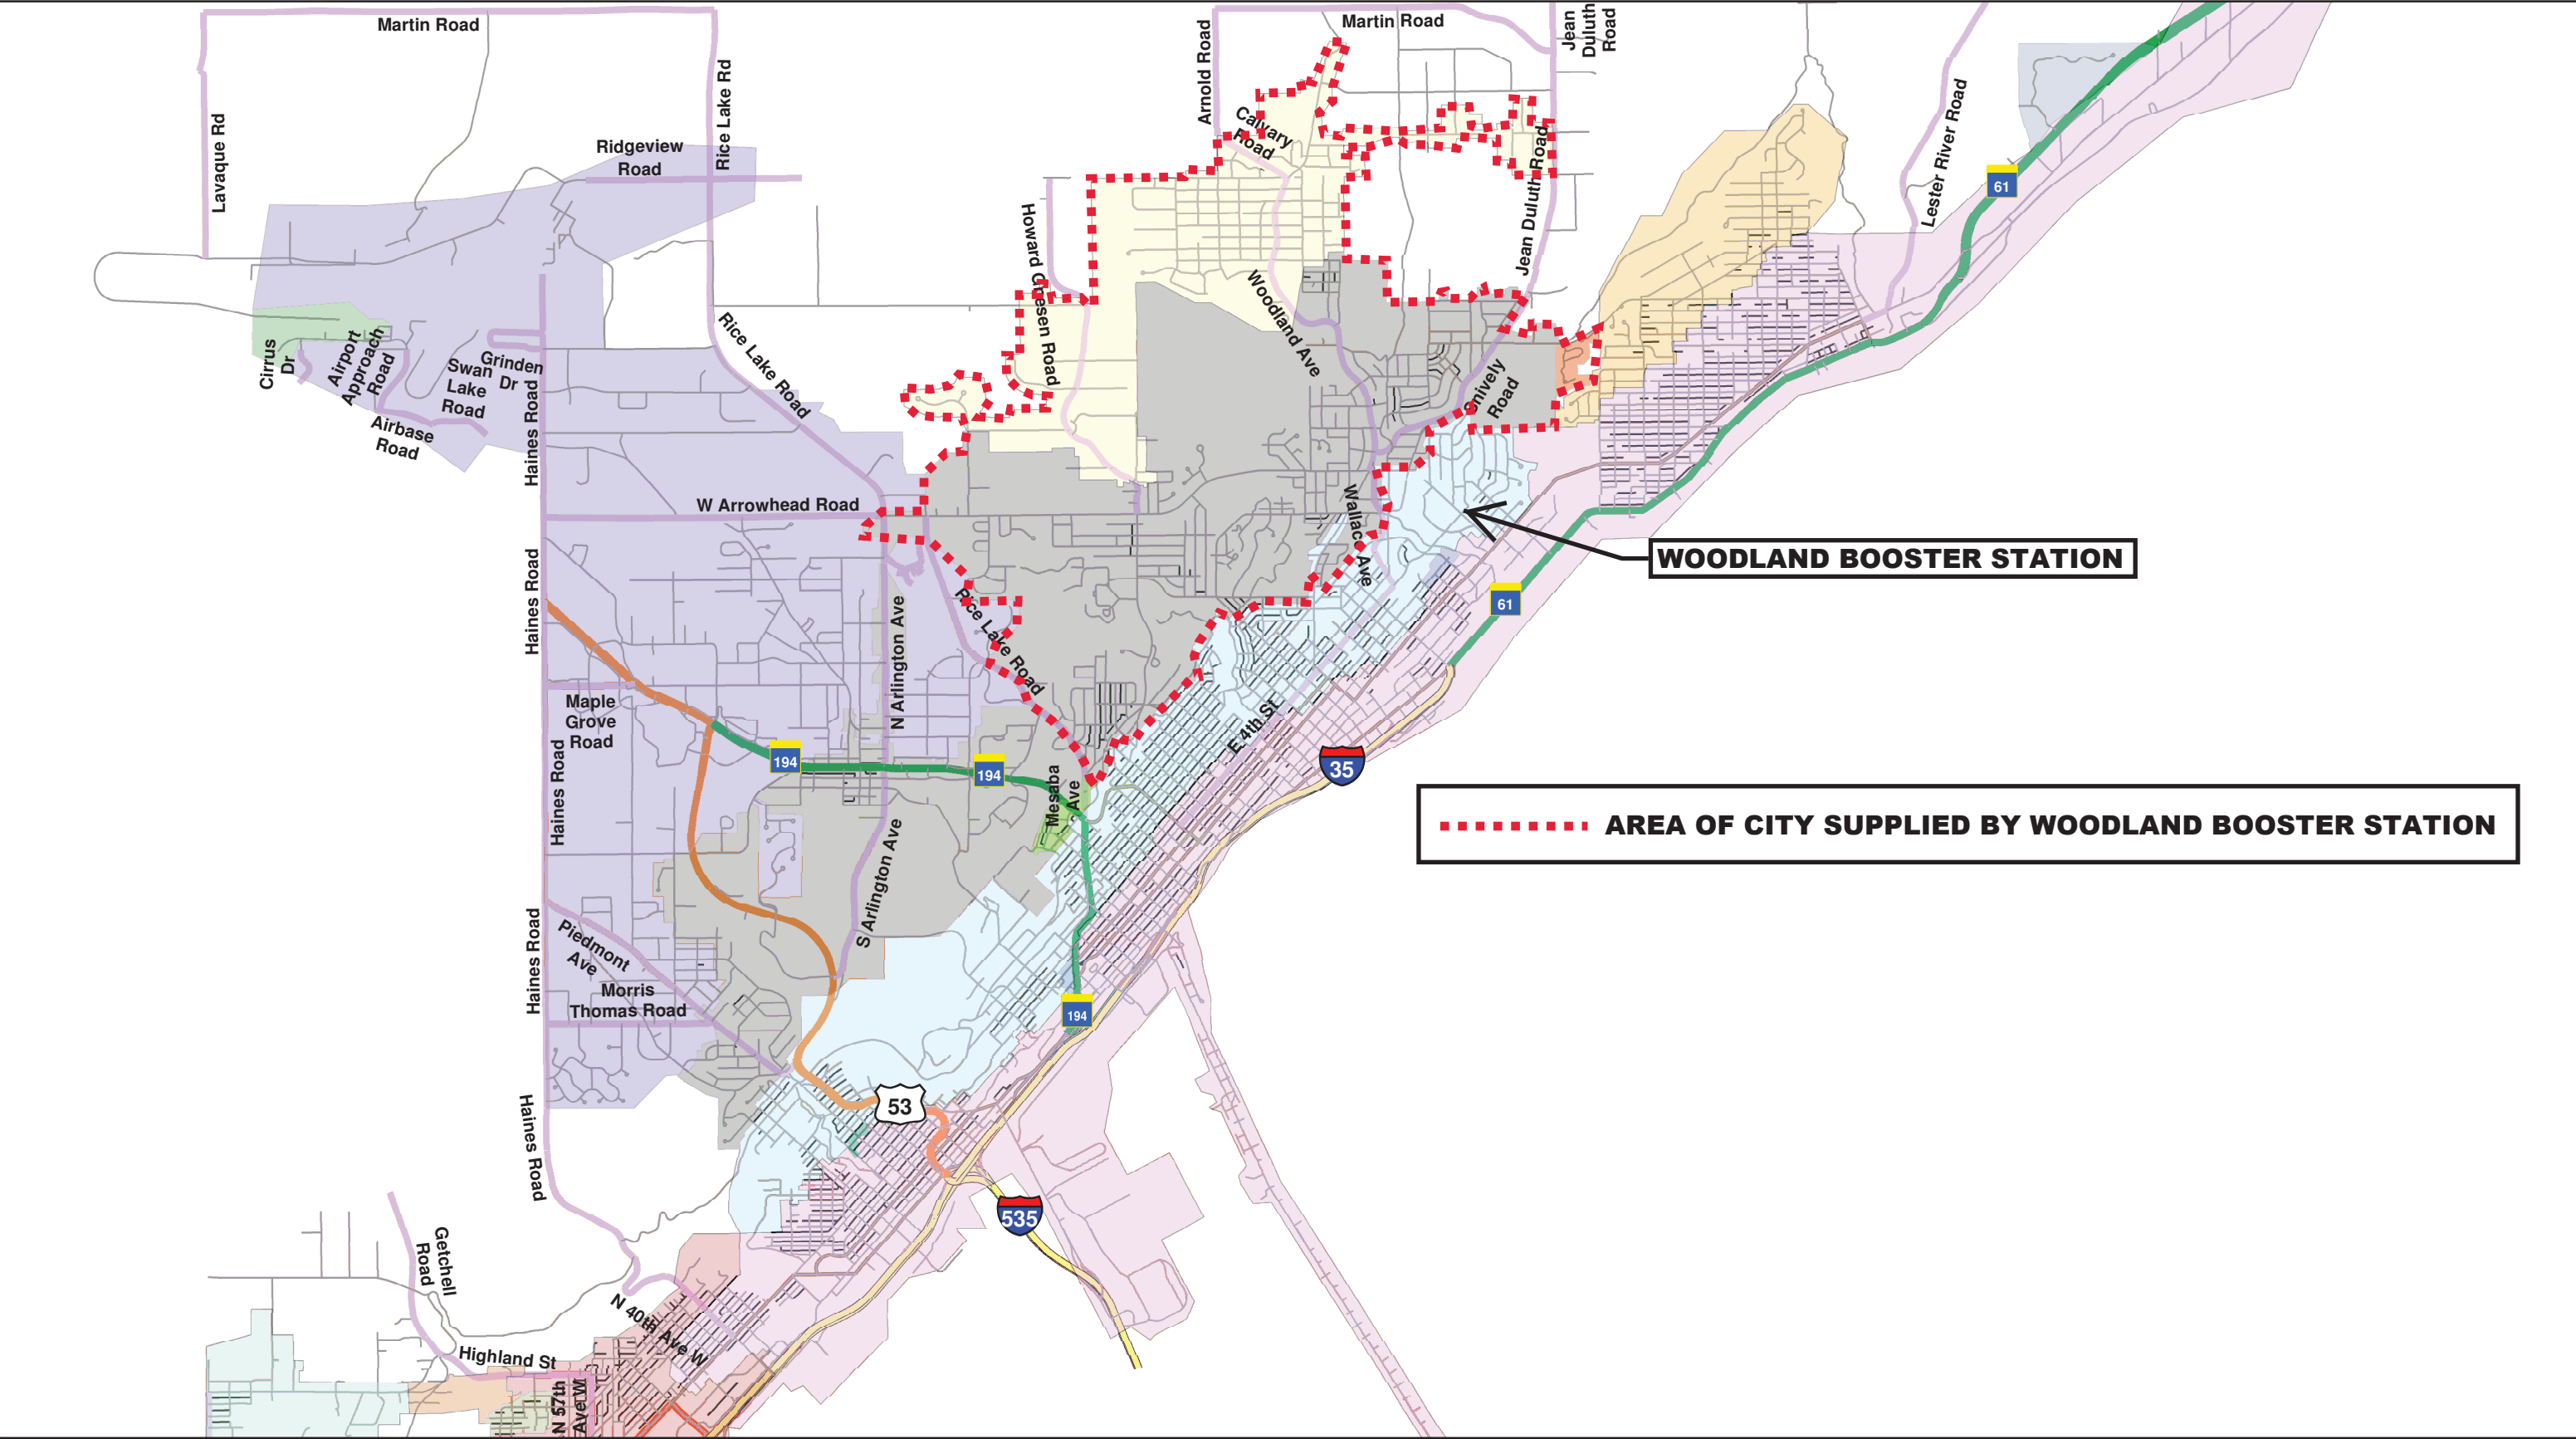 Martin Road
Martin Road
Jean
Duluth
Road
Lavaque Rd
Rice Lake Rd
Arnold Road
Calvary
Road
Ridgeview
Road
Lester River Road
61
Howard Gnesen Road
Jean Duluth Road
Jean Duluth Road
Woodland Ave
Cirrus
Dr
Airport
Approach
Road
Grinden
Dr
Swan
Lake
Road
Airbase
Road
Haines Road
Rice Lake Road
Snively
Road
W Arrowhead Road
Wallace Ave
WOODLAND BOOSTER STATION
61
Haines Road
Rice Lake Road
N Arlington Ave
Maple
Grove
Road
Haines Road
194
194
Mesaba
Ave
E 4th St
35
AREA OF CITY SUPPLIED BY WOODLAND BOOSTER STATION
S Arlington Ave
Haines Road
Piedmont
Ave
Morris
Thomas Road
194
53
Haines Road
535
Getchell
Road
N 40th Ave W
Highland St
N 57th
Ave W